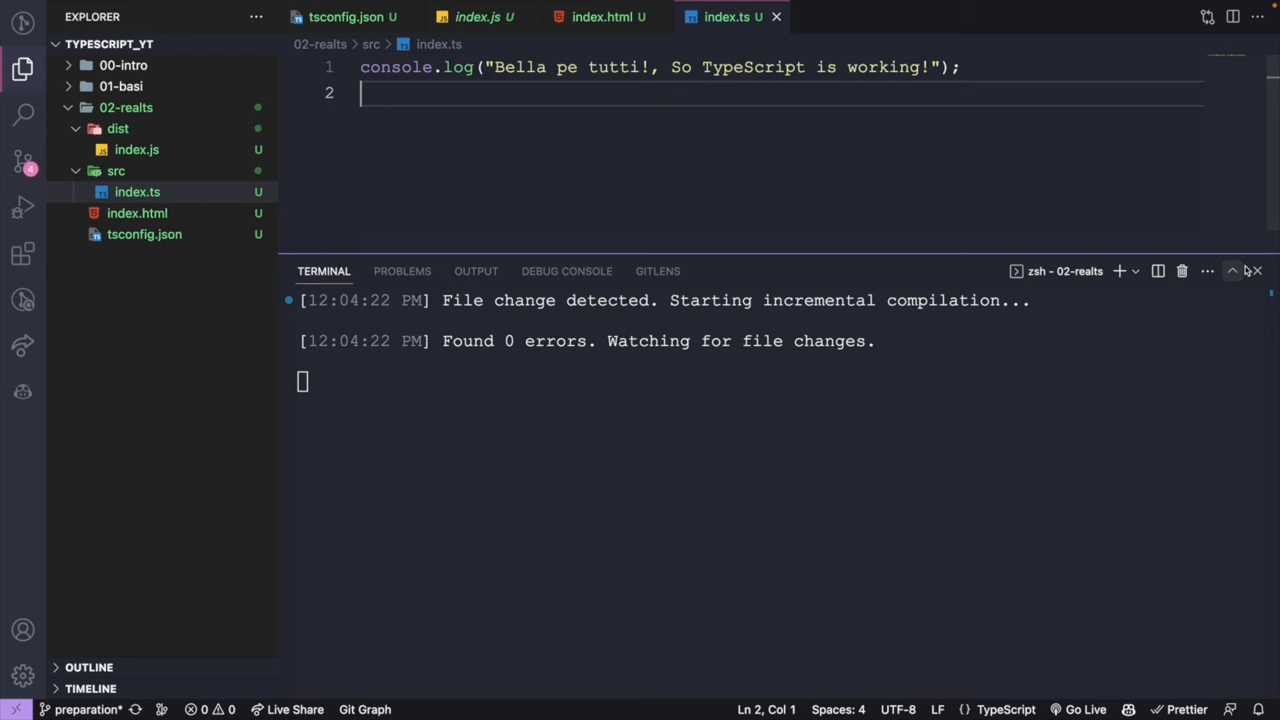 EXPLORER
TYPESCRIPT_YT
00-intro
01-basi
02-realts
dist
index.js U
src
index.ts U
index.html U
tsconfig.json U
OUTLINE
TIMELINE
4
tsconfig.json U index.js U index.html U index.ts U
02-realts src index.ts
1 console.log("Bella pe tutti!, So TypeScript is working!");
2
TERMINAL PROBLEMS OUTPUT DEBUG CONSOLE GITLENS zsh - 02-realts
[12:04:22 PM] File change detected. Starting incremental compilation...
[12:04:22 PM] Found 0 errors. Watching for file changes.
preparation* 0 0 Live Share Git Graph Ln 2, Col 1 Spaces: 4 UTF-8 LF {} TypeScript Go Live Prettier